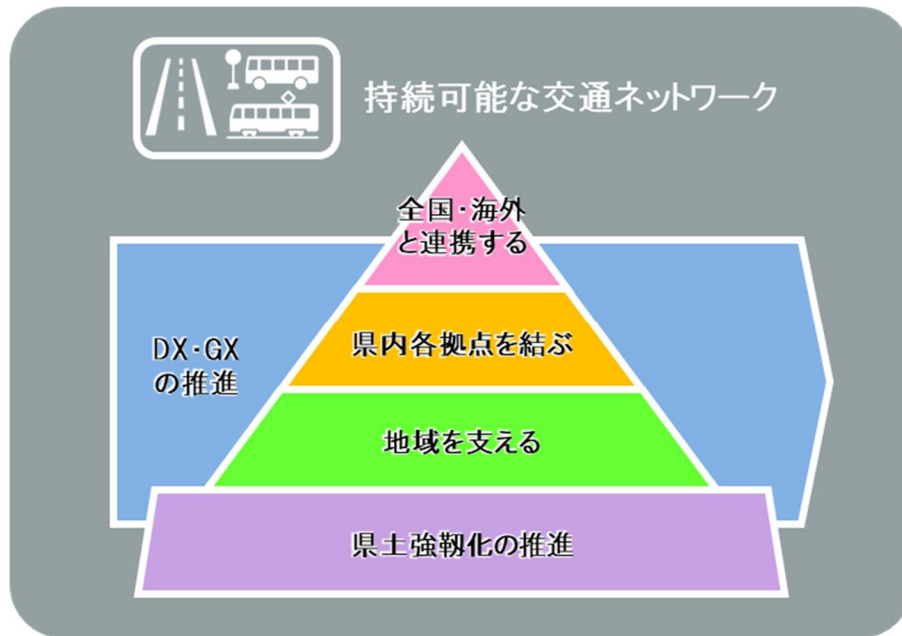 持続可能な交通ネットワーク
全国・海外
と連携する
県内各拠点を結ぶ
DX・GX
の推進
地域を支える
県土強靱化の推進